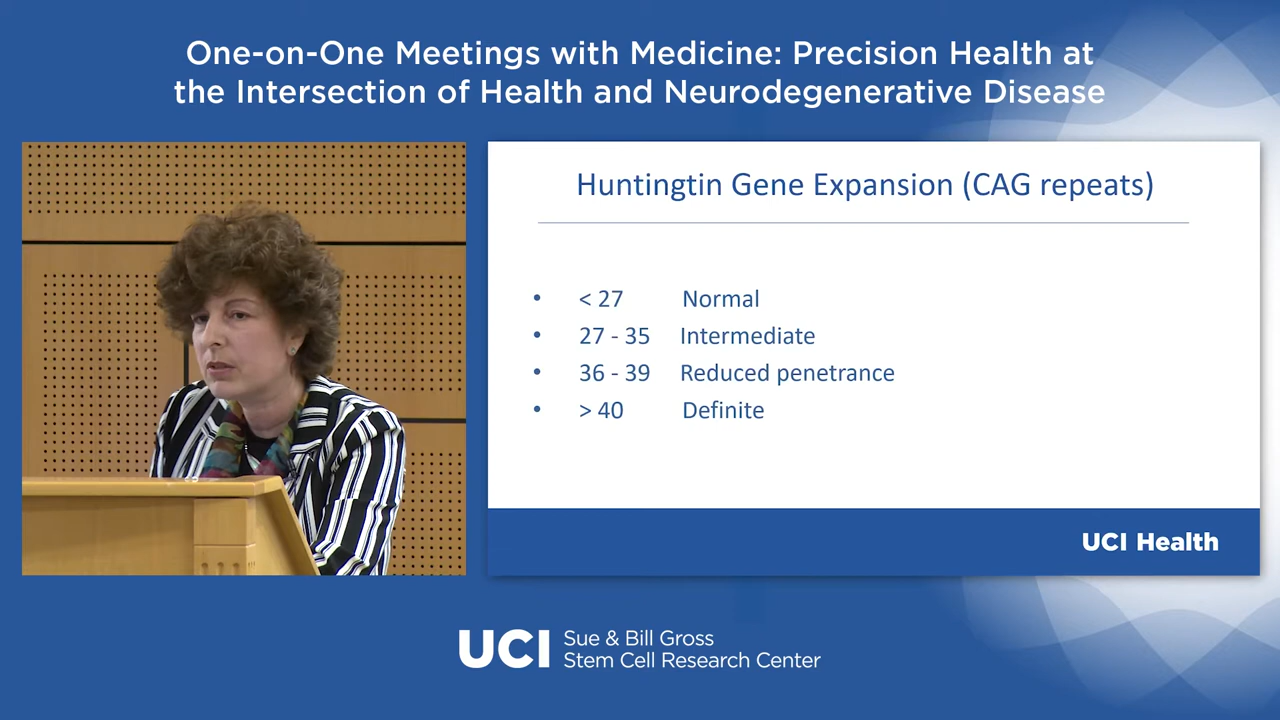 One-on-One Meetings with Medicine: Precision Health at
the Intersection of Health and Neurodegenerative Disease
Huntingtin Gene Expansion (CAG repeats)
• < 27 Normal
• 27 - 35 Intermediate
• 36 - 39 Reduced penetrance
• > 40 Definite
UCI Health
UCI Sue & Bill Gross
Stem Cell Research Center